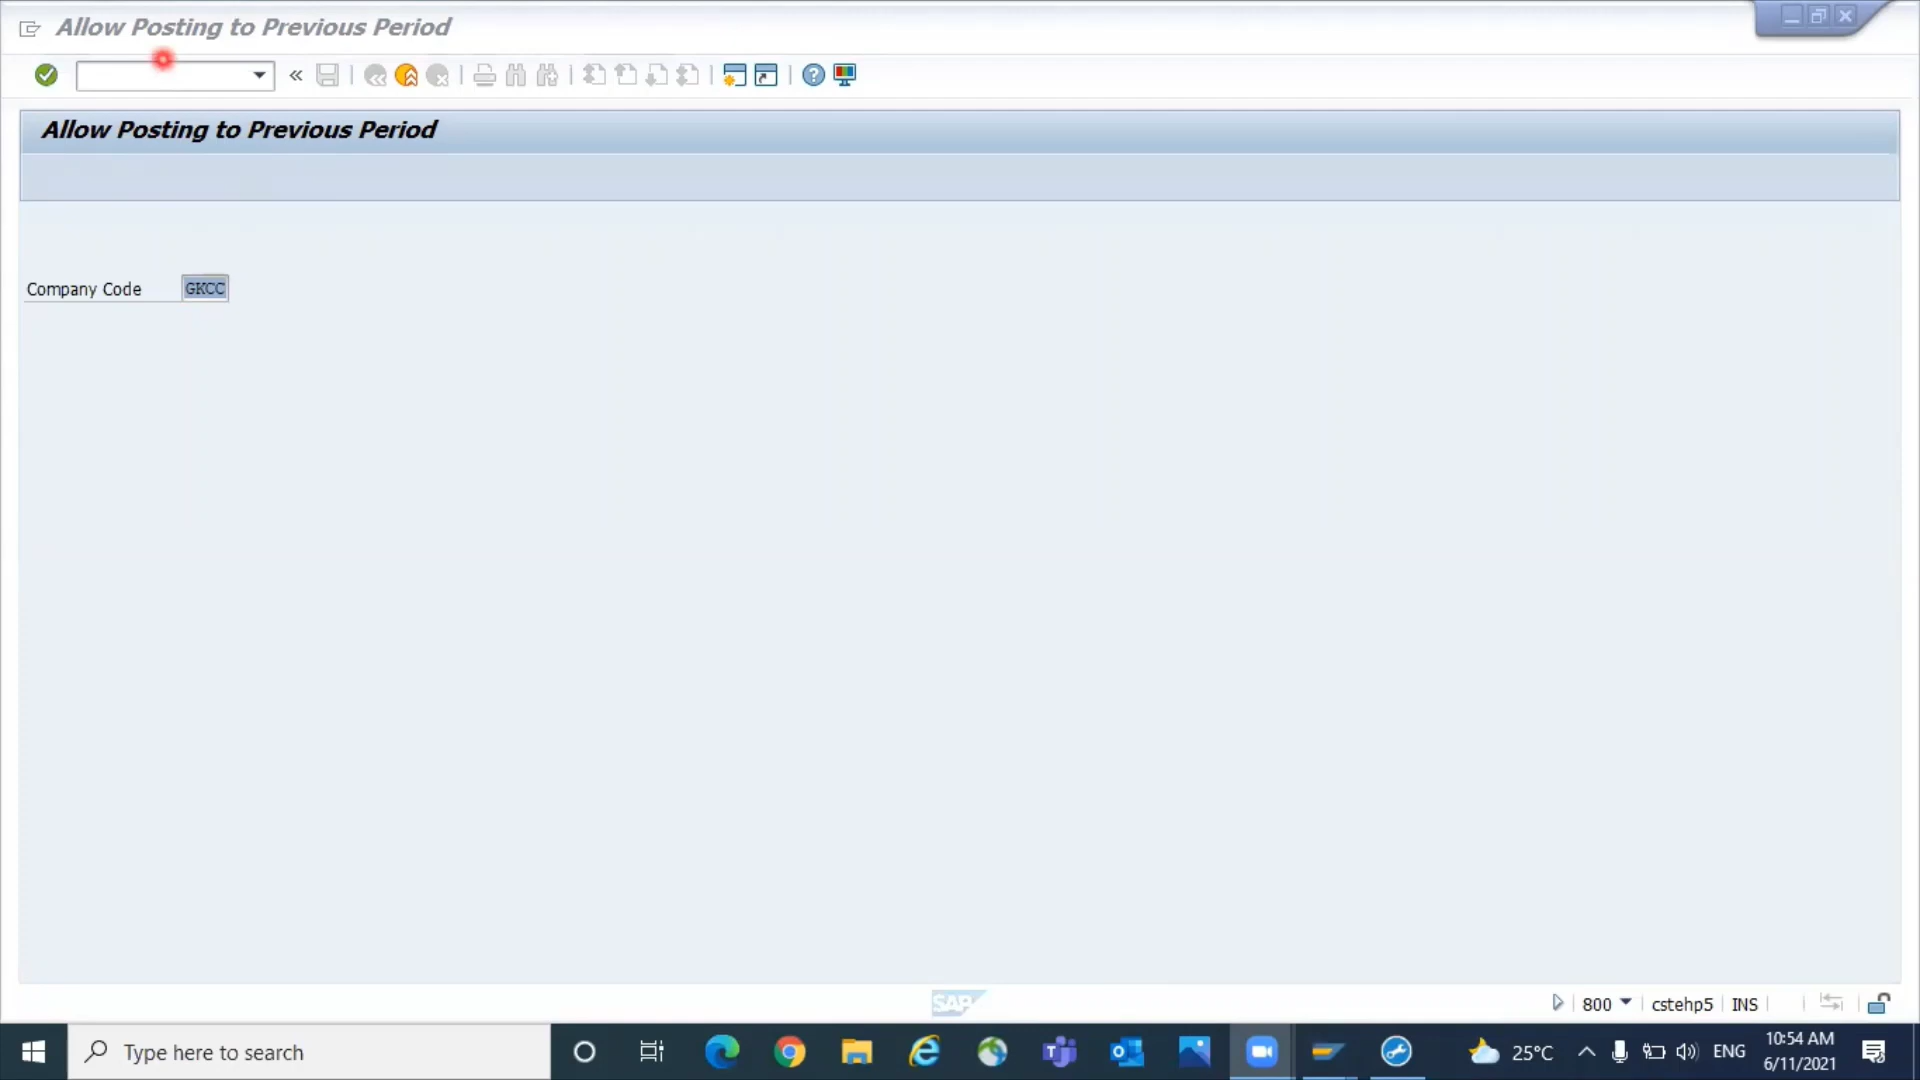 Allow Posting to Previous Period
Allow Posting to Previous Period
Company Code GKCC
SAP
800 cstehp5 INS
Type here to search
25°C ENG 10:54 AM
6/11/2021